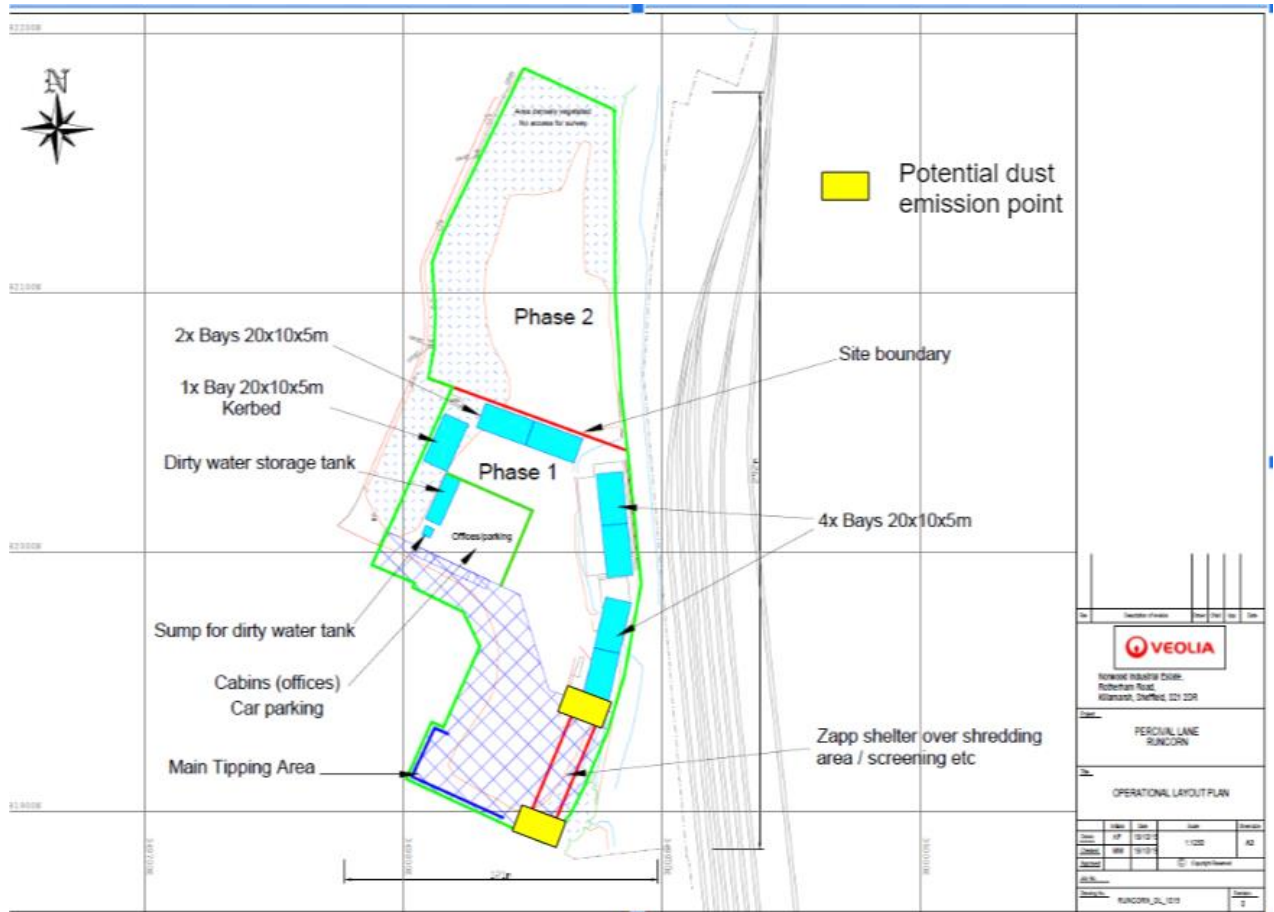 N
Area densely vegetated
No access for survey
Potential dust
emission point
Phase 2
2x Bays 20x10x5m
Site boundary
1x Bay 20x10x5m
Kerbed
Dirty water storage tank
Phase 1
4x Bays 20x10x5m
Offices/parking
Sump for dirty water tank
Cabins (offices)
Car parking
Main Tipping Area
Zapp shelter over shredding
area / screening etc
VEOLIA
Norwood Industrial Estate,
Rotherham Road,
Killamarsh, Sheffield, S21 2DR
PERCIVAL LANE
RUNCORN
OPERATIONAL LAYOUT PLAN